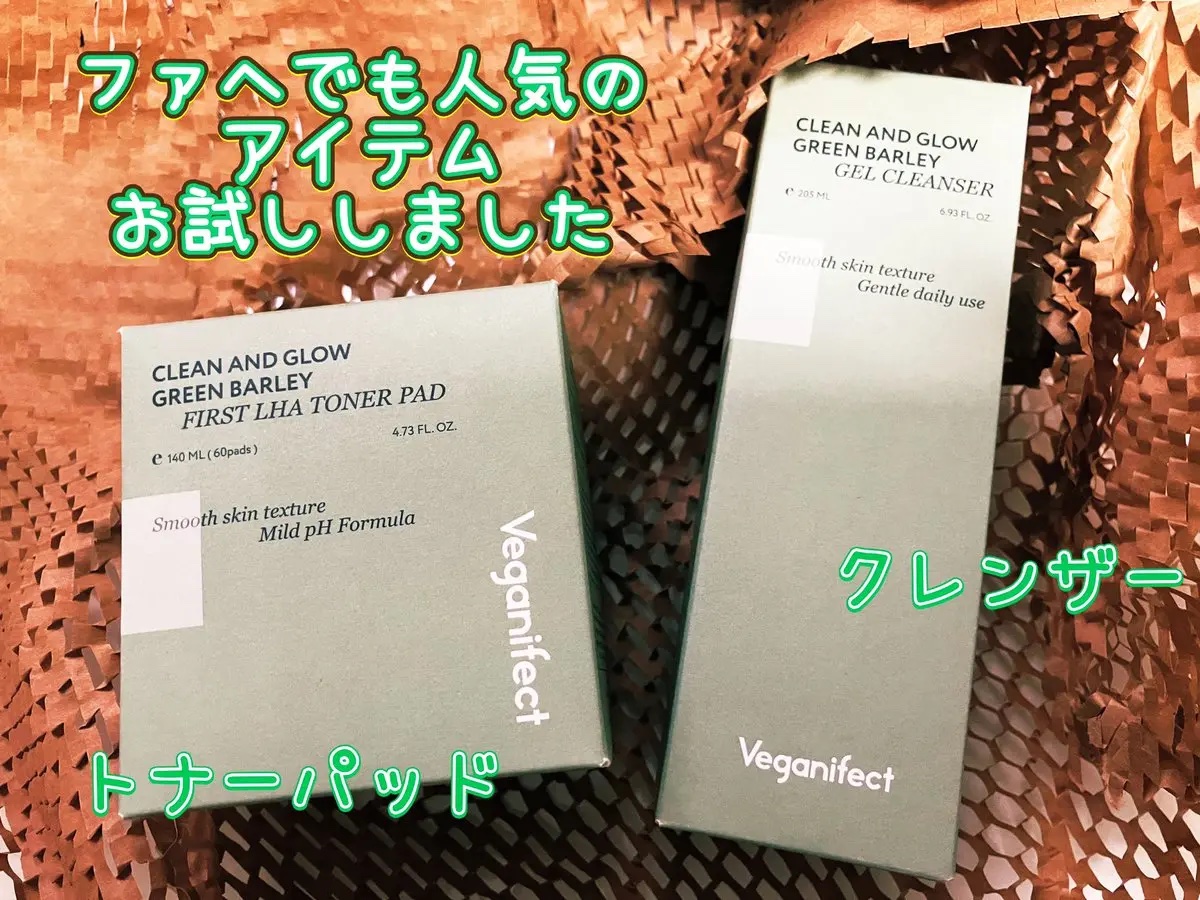 ファヘでも人気の
アイテム
お試ししました
CLEAN AND GLOW
GREEN BARLEY
FIRST LHA TONER PAD
4.73 FL. OZ.
e 140 ML ( 60pads )
Smooth skin texture
Mild pH Formula
Veganifect
トナーパッド
CLEAN AND GLOW
GREEN BARLEY
GEL CLEANSER
e 205 ML
6.93 FL. OZ.
Smooth skin texture
Gentle daily use
クレンザー
Veganifect